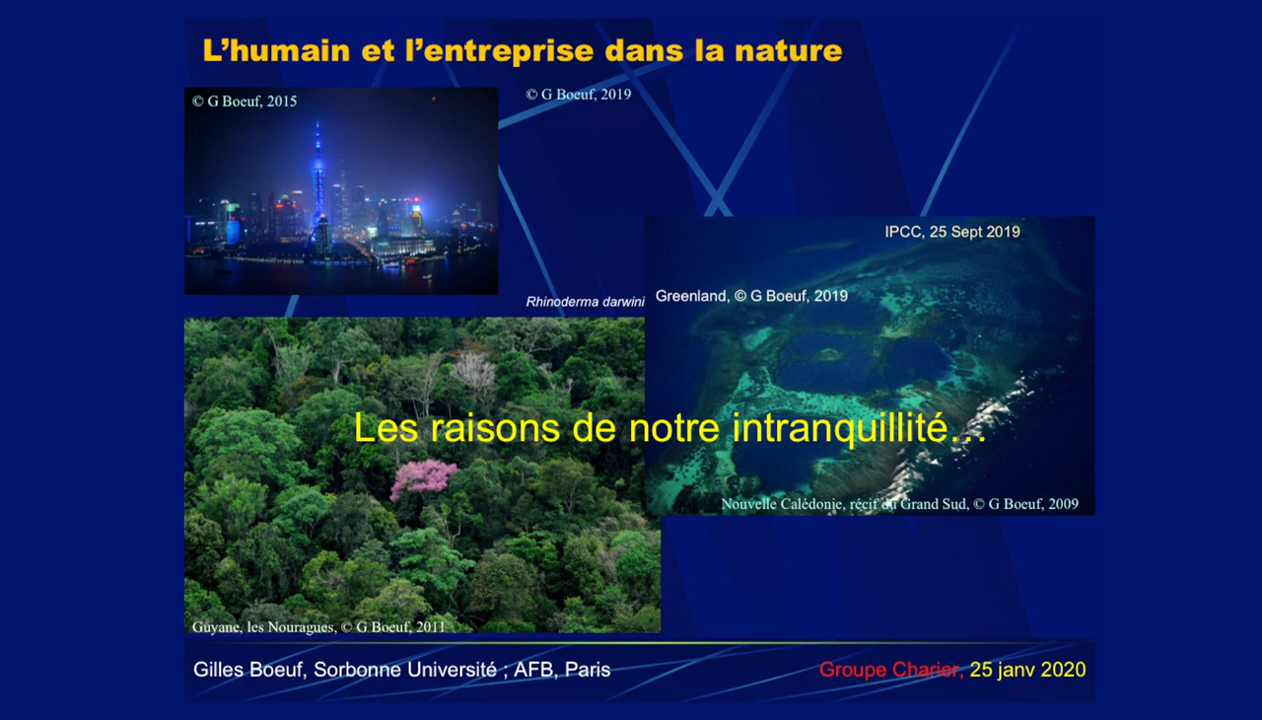 L’humain et l’entreprise dans la nature
© G Boeuf, 2015
© G Boeuf, 2019
IPCC, 25 Sept 2019
Rhinoderma darwini
Greenland, © G Boeuf, 2019
Les raisons de notre intranquillité…
Nouvelle Calédonie, récif du Grand Sud, © G Boeuf, 2009
Guyane, les Nouragues, © G Boeuf, 2011
Gilles Boeuf, Sorbonne Université ; AFB, Paris
Groupe Charier, 25 janv 2020